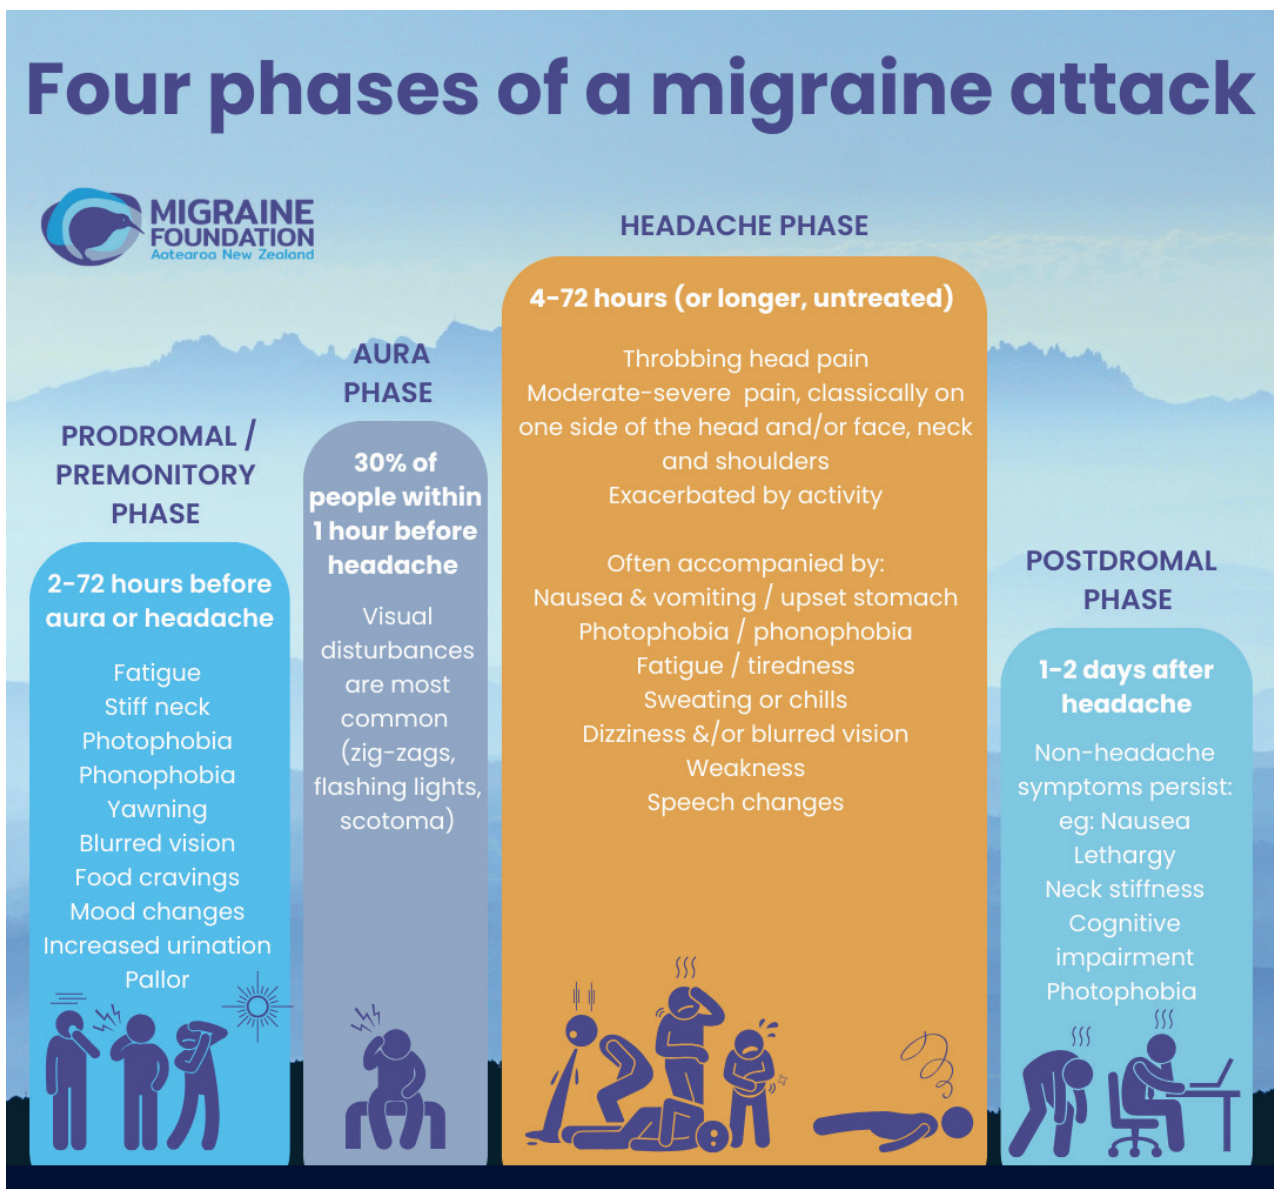 Four phases of a migraine attack
MIGRAINE
FOUNDATION
Aotearoa New Zealand
PRODROMAL /
PREMONITORY
PHASE
2-72 hours before
aura or headache
Fatigue
Stiff neck
Photophobia
Phonophobia
Yawning
Blurred vision
Food cravings
Mood changes
Increased urination
Pallor
AURA
PHASE
30% of
people within
1 hour before
headache
Visual
disturbances
are most
common
(zig-zags,
flashing lights,
scotoma)
HEADACHE PHASE
4-72 hours (or longer, untreated)
Throbbing head pain
Moderate-severe pain, classically on
one side of the head and/or face, neck
and shoulders
Exacerbated by activity
Often accompanied by:
Nausea & vomiting / upset stomach
Photophobia / phonophobia
Fatigue / tiredness
Sweating or chills
Dizziness &/or blurred vision
Weakness
Speech changes
POSTDROMAL
PHASE
1-2 days after
headache
Non-headache
symptoms persist:
eg: Nausea
Lethargy
Neck stiffness
Cognitive
impairment
Photophobia